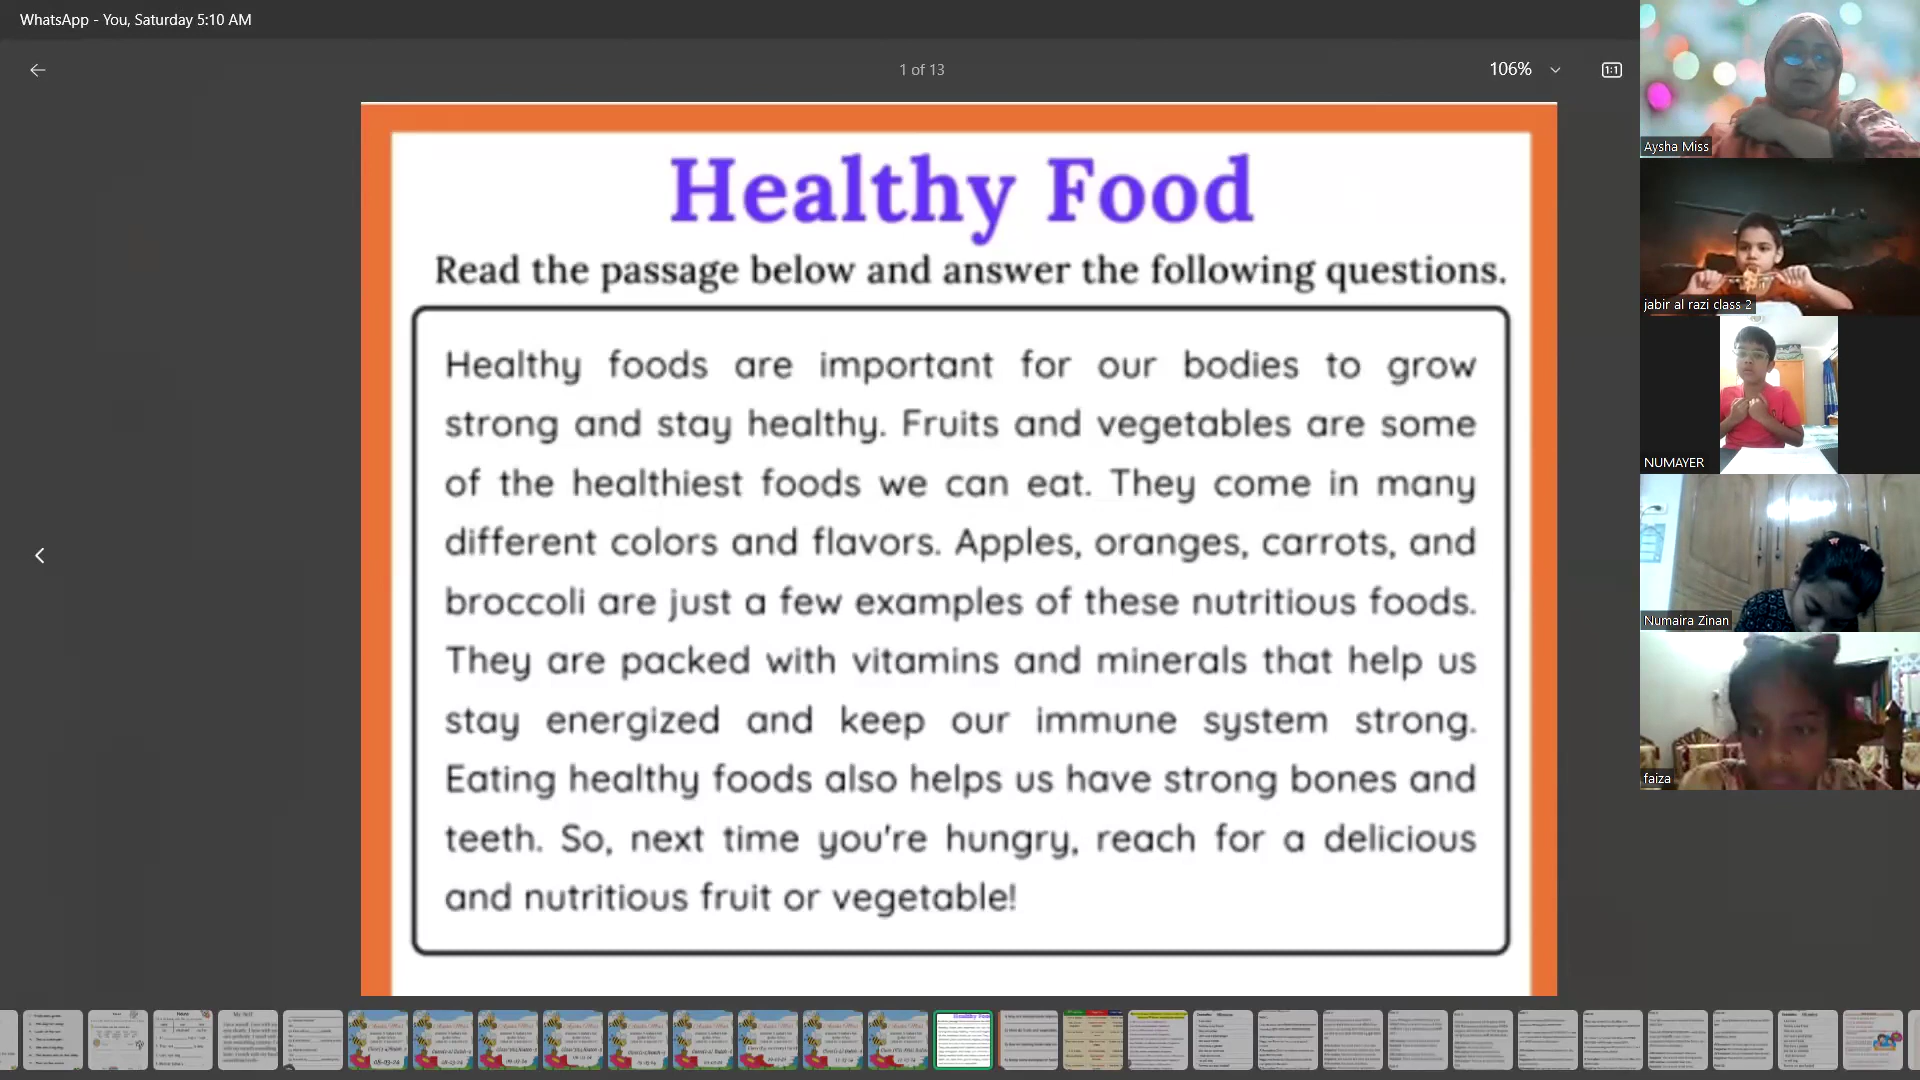 WhatsApp - You, Saturday 5:10 AM
1 of 13
106%
1:1
Healthy Food
Read the passage below and answer the following questions.
Healthy foods are important for our bodies to grow
strong and stay healthy. Fruits and vegetables are some
of the healthiest foods we can eat. They come in many
different colors and flavors. Apples, oranges, carrots, and
broccoli are just a few examples of these nutritious foods.
They are packed with vitamins and minerals that help us
stay energized and keep our immune system strong.
Eating healthy foods also helps us have strong bones and
teeth. So, next time you're hungry, reach for a delicious
and nutritious fruit or vegetable!
Aysha Miss
jabir al razi class 2
NUMAYER
Numaira Zinan
faiza